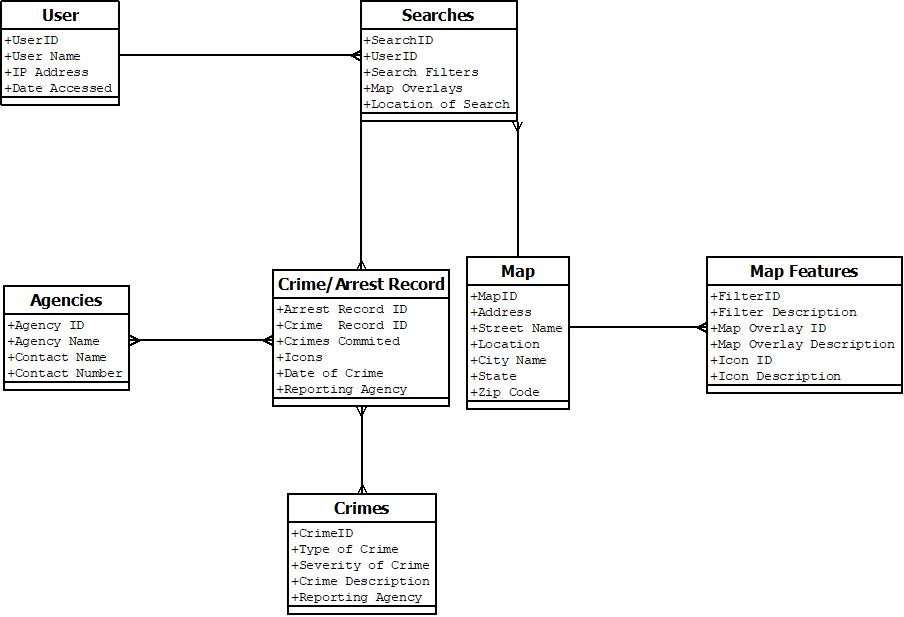 User
+UserID
+User Name
+IP Address
+Date Accessed
Searches
+SearchID
+UserID
+Search Filters
+Map Overlays
+Location of Search
Agencies
+Agency ID
+Agency Name
+Contact Name
+Contact Number
Crime/Arrest Record
+Arrest Record ID
+Crime  Record ID
+Crimes Commited
+Icons
+Date of Crime
+Reporting Agency
Map
+MapID
+Address
+Street Name
+Location
+City Name
+State
+Zip Code
Map Features
+FilterID
+Filter Description
+Map Overlay ID
+Map Overlay Description
+Icon ID
+Icon Description
Crimes
+CrimeID
+Type of Crime
+Severity of Crime
+Crime Description
+Reporting Agency